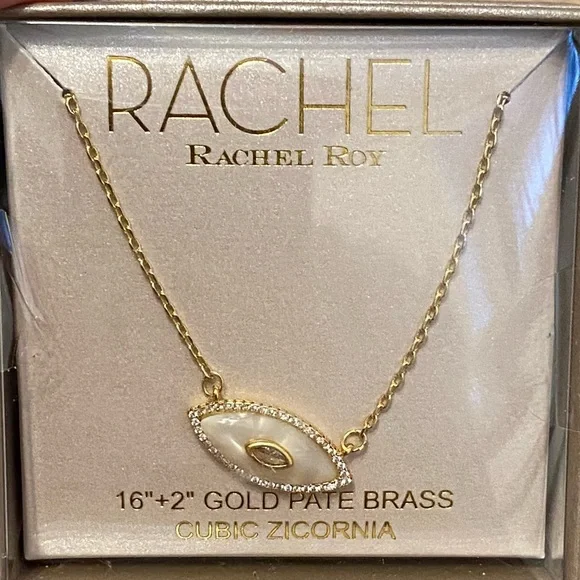 RACHEL
RACHEL ROY
16"+2" GOLD PATE BRASS
CUBIC ZICORNIA